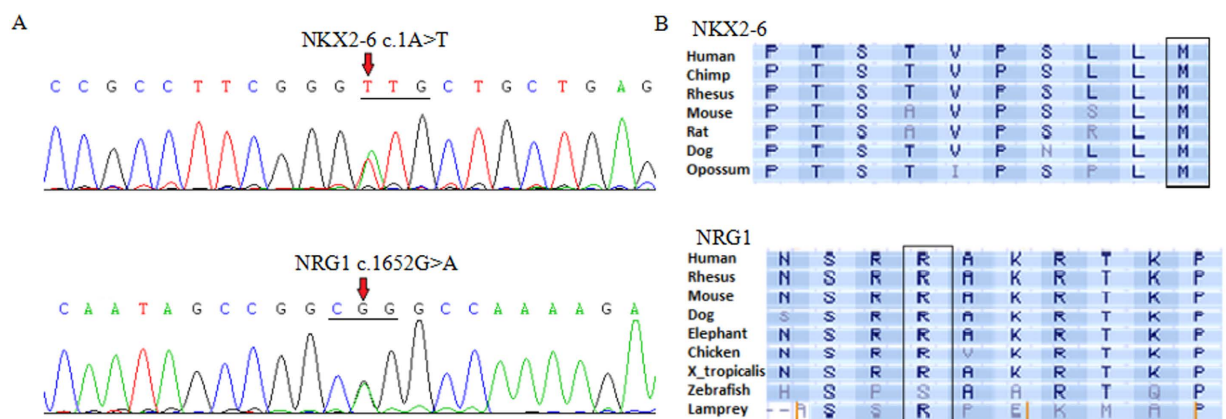 A
NKX2-6 c.1A>T
C C G C C T T C G G G T T G C T G C T G A G
NRG1 c.1652G>A
C A A T A G C C G G C G G G C C A A A A G A
B
NKX2-6
Human P T S T V P S L L M
Chimp P T S T V P S L L M
Rhesus P T S T V P S L L M
Mouse P T S A V P S S L M
Rat P T S A V P S R L M
Dog P T S T V P N L L M
Opossum P T S T I P S P L M
NRG1
Human N S R R A K R T K P
Rhesus N S R R A K R T K P
Mouse N S R R A K R T K P
Dog S S R R A K R T K P
Elephant N S R R A K R T K P
Chicken N S R R V K R T K P
X_tropicalis N S R R A K R T K P
Zebrafish H S P S A A R T Q P
Lamprey - - A S S R P E K M A P